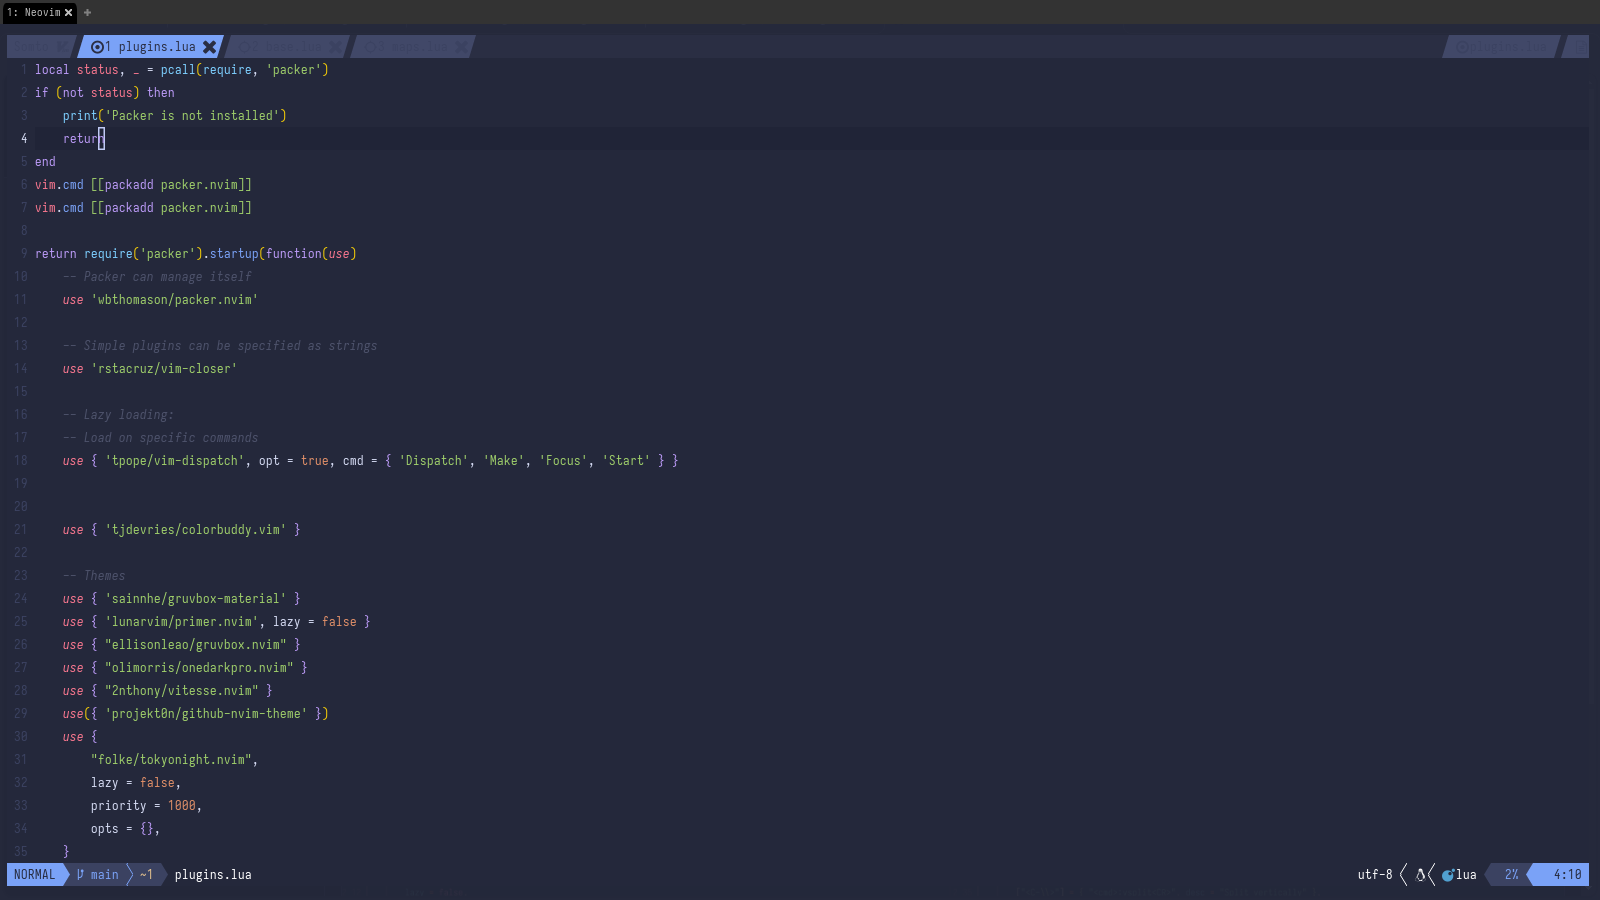 1: Neovim ✖ +
1 plugins.lua ✖ plugins.lua
1 local status, _ = pcall(require, 'packer')
2 if (not status) then
3     print('Packer is not installed')
4     return
5 end
6 vim.cmd [[packadd packer.nvim]]
7 vim.cmd [[packadd packer.nvim]]
8
9 return require('packer').startup(function(use)
10     -- Packer can manage itself
11     use 'wbthomason/packer.nvim'
12
13     -- Simple plugins can be specified as strings
14     use 'rstacruz/vim-closer'
15
16     -- Lazy loading:
17     -- Load on specific commands
18     use { 'tpope/vim-dispatch', opt = true, cmd = { 'Dispatch', 'Make', 'Focus', 'Start' } }
19
20
21     use { 'tjdevries/colorbuddy.vim' }
22
23     -- Themes
24     use { 'sainnhe/gruvbox-material' }
25     use { 'lunarvim/primer.nvim', lazy = false }
26     use { "ellisonleao/gruvbox.nvim" }
27     use { "olimorris/onedarkpro.nvim" }
28     use { "2nthony/vitesse.nvim" }
29     use({ 'projekt0n/github-nvim-theme' })
30     use {
31         "folke/tokyonight.nvim",
32         lazy = false,
33         priority = 1000,
34         opts = {},
35     }
NORMAL main ~1 plugins.lua utf-8 lua 2% 4:10